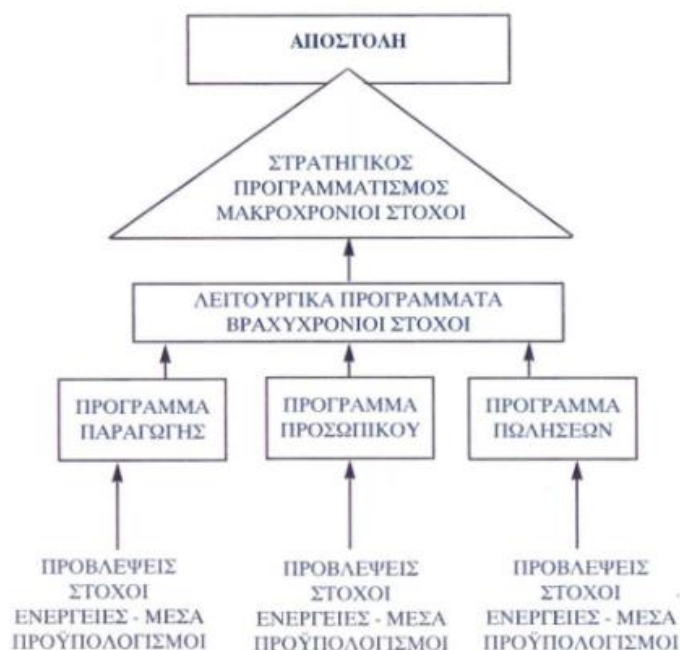 ΑΠΟΣΤΟΛΗ
ΣΤΡΑΤΗΓΙΚΟΣ
ΠΡΟΓΡΑΜΜΑΤΙΣΜΟΣ
ΜΑΚΡΟΧΡΟΝΙΟΙ ΣΤΟΧΟΙ
ΛΕΙΤΟΥΡΓΙΚΑ ΠΡΟΓΡΑΜΜΑΤΑ
ΒΡΑΧΥΧΡΟΝΙΟΙ ΣΤΟΧΟΙ
ΠΡΟΓΡΑΜΜΑ
ΠΑΡΑΓΩΓΗΣ
ΠΡΟΓΡΑΜΜΑ
ΠΡΟΣΩΠΙΚΟΥ
ΠΡΟΓΡΑΜΜΑ
ΠΩΛΗΣΕΩΝ
ΠΡΟΒΛΕΨΕΙΣ
ΣΤΟΧΟΙ
ΕΝΕΡΓΕΙΕΣ - ΜΕΣΑ
ΠΡΟΫΠΟΛΟΓΙΣΜΟΙ
ΠΡΟΒΛΕΨΕΙΣ
ΣΤΟΧΟΙ
ΕΝΕΡΓΕΙΕΣ - ΜΕΣΑ
ΠΡΟΫΠΟΛΟΓΙΣΜΟΙ
ΠΡΟΒΛΕΨΕΙΣ
ΣΤΟΧΟΙ
ΕΝΕΡΓΕΙΕΣ - ΜΕΣΑ
ΠΡΟΫΠΟΛΟΓΙΣΜΟΙ